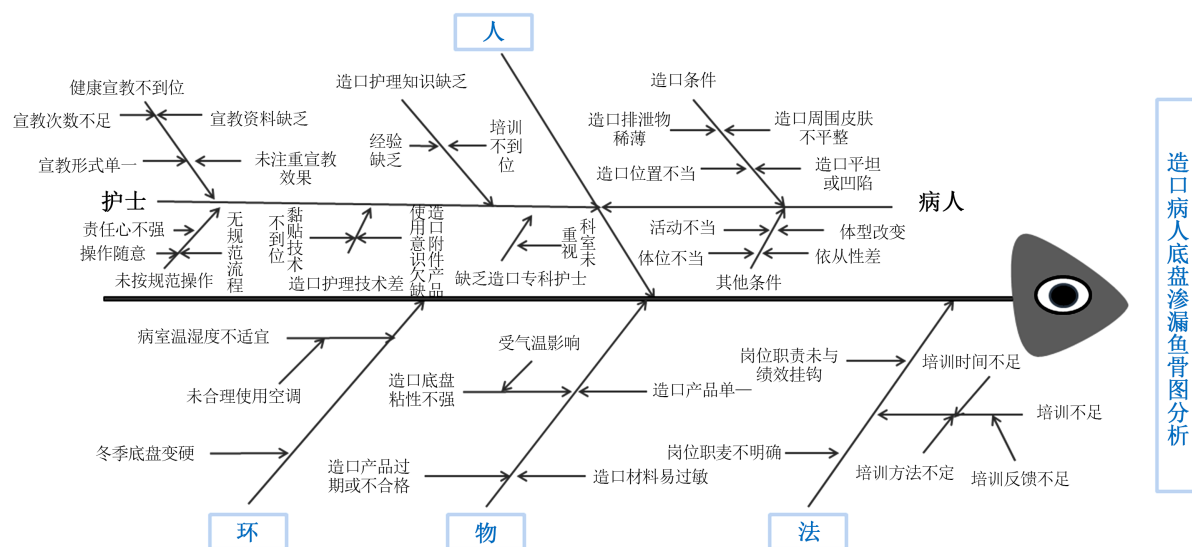 人
健康宣教不到位
宣教次数不足
宣教资料缺乏
宣教形式单一
未注重宣教
效果
造口护理知识缺乏
经验
缺乏
培训
不到
位
造口条件
造口排泄物
稀薄
造口周围皮肤
不平整
造口位置不当
造口平坦
或凹陷
护士
病人
责任心不强
操作随意
未按规范操作
无规范流程
黏贴技术
不到位
造口附件产品
使用意识欠缺
造口护理技术差
科室未
重视
缺乏造口专科护士
活动不当
体型改变
体位不当
依从性差
其他条件
病室温湿度不适宜
未合理使用空调
冬季底盘变硬
环
受气温影响
造口底盘
粘性不强
造口产品单一
造口产品过
期或不合格
造口材料易过敏
物
岗位职责未与
绩效挂钩
培训时间不足
培训不足
岗位职麦不明确
培训方法不定
培训反馈不足
法
造口病人底盘渗漏鱼骨图分析